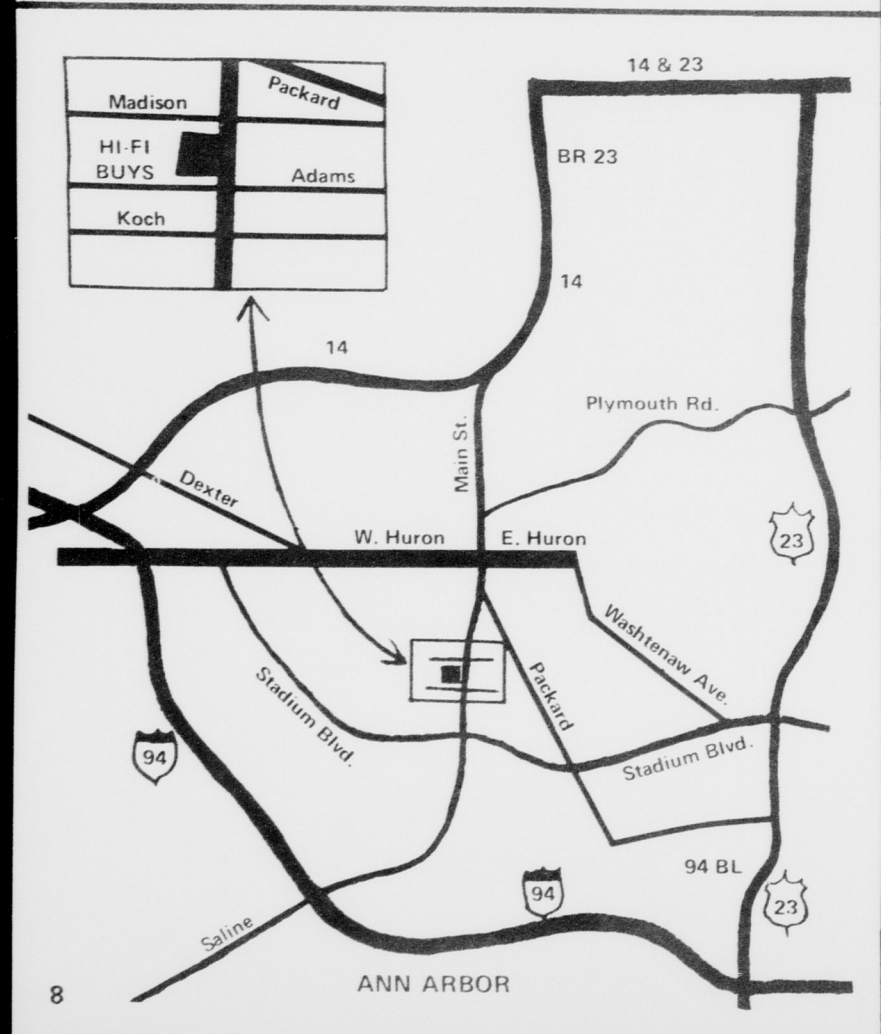 14 & 23
Packard
Madison
HI-FI
BUYS
Adams
Koch
BR 23
14
14
Plymouth Rd.
Main St.
Dexter
W. Huron
E. Huron
23
Washtenaw Ave.
Packard
Stadium Blvd.
Stadium Blvd.
94
94 BL
94
23
Saline
ANN ARBOR
8